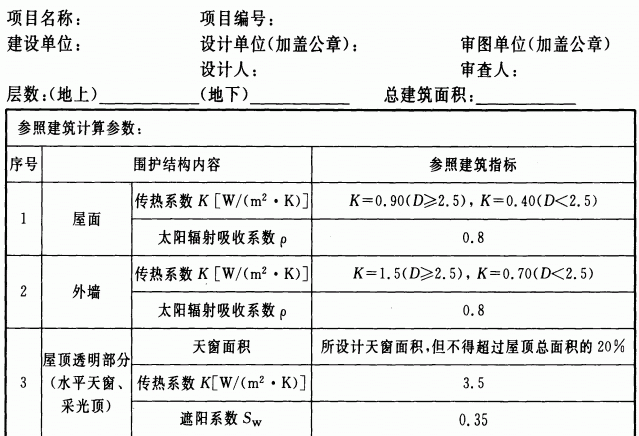 项目名称： 项目编号：
建设单位： 设计单位(加盖公章)： 审图单位(加盖公章)
设计人： 审查人：
层数：(地上)__________ (地下)__________ 总建筑面积：__________
参照建筑计算参数：
序号 围护结构内容 参照建筑指标
1 屋面 传热系数 K [W/(m²·K)] K=0.90(D≥2.5)，K=0.40(D<2.5)
太阳辐射吸收系数 ρ 0.8
2 外墙 传热系数 K [W/(m²·K)] K=1.5(D≥2.5)，K=0.70(D<2.5)
太阳辐射吸收系数 ρ 0.8
3 屋顶透明部分
(水平天窗、
采光顶) 天窗面积 所设计天窗面积，但不得超过屋顶总面积的 20%
传热系数 K[W/(m²·K)] 3.5
遮阳系数 Sw 0.35